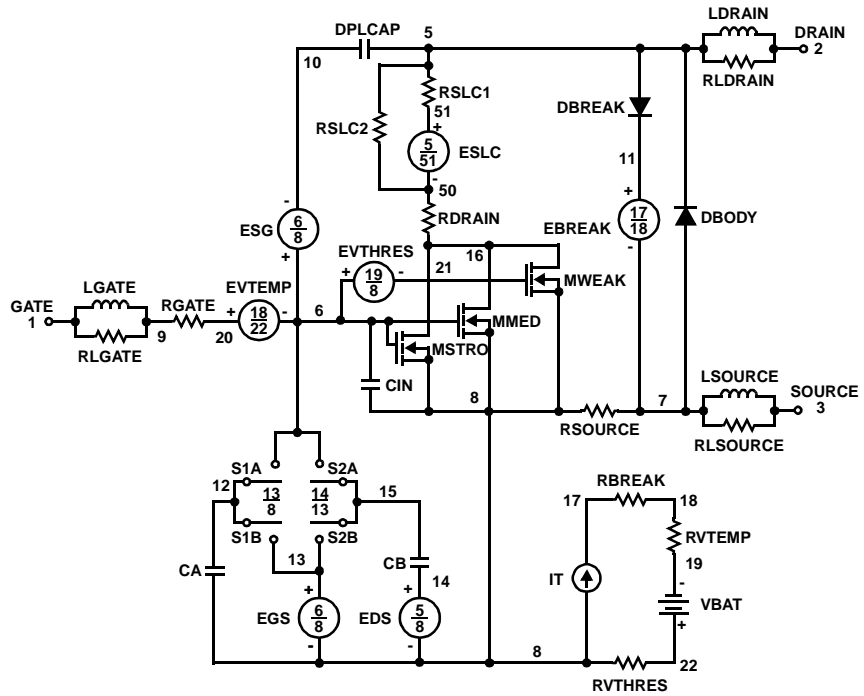 LDRAIN
DPLCAP
5
DRAIN
2
10
RLDRAIN
RSLC1
51
DBREAK
RSLC2
+
5
51
ESLC
11
-
50
-
+
ESG
6
8
RDRAIN
EBREAK
17
18
DBODY
+
EVTHRES
16
-
21
+
19
8
-
MWEAK
LGATE
EVTEMP
GATE
1
RGATE
+
18
22
-
6
MMED
9
20
MSTRO
RLGATE
LSOURCE
CIN
8
7
SOURCE
3
RSOURCE
RLSOURCE
S1A
S2A
12
13
8
14
13
15
RBREAK
17
18
S1B
S2B
RVTEMP
13
CB
19
CA
14
IT
-
+
+
VBAT
EGS
6
8
EDS
5
8
+
-
-
8
22
RVTHRES